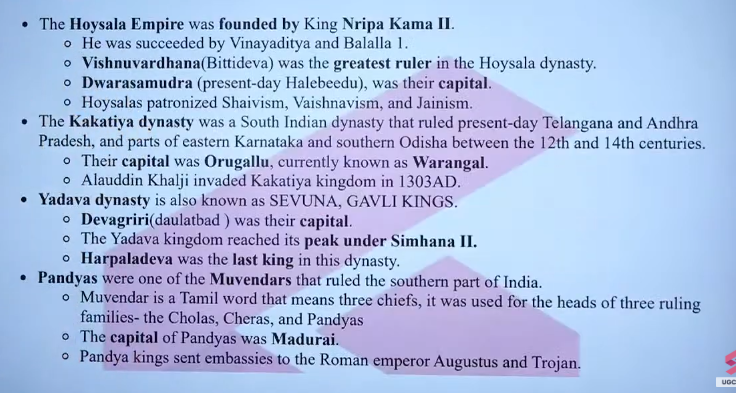 • The Hoysala Empire was founded by King Nripa Kama II.
o He was succeeded by Vinayaditya and Balalla 1.
o Vishnuvardhana(Bittideva) was the greatest ruler in the Hoysala dynasty.
o Dwarasamudra (present-day Halebeedu), was their capital.
o Hoysalas patronized Shaivism, Vaishnavism, and Jainism.
• The Kakatiya dynasty was a South Indian dynasty that ruled present-day Telangana and Andhra
Pradesh, and parts of eastern Karnataka and southern Odisha between the 12th and 14th centuries.
o Their capital was Orugallu, currently known as Warangal.
o Alauddin Khalji invaded Kakatiya kingdom in 1303AD.
• Yadava dynasty is also known as SEVUNA, GAVLI KINGS.
o Devagriri(daulatbad ) was their capital.
o The Yadava kingdom reached its peak under Simhana II.
o Harpaladeva was the last king in this dynasty.
• Pandyas were one of the Muvendars that ruled the southern part of India.
o Muvendar is a Tamil word that means three chiefs, it was used for the heads of three ruling
families- the Cholas, Cheras, and Pandyas
o The capital of Pandyas was Madurai.
o Pandya kings sent embassies to the Roman emperor Augustus and Trojan.
UGC